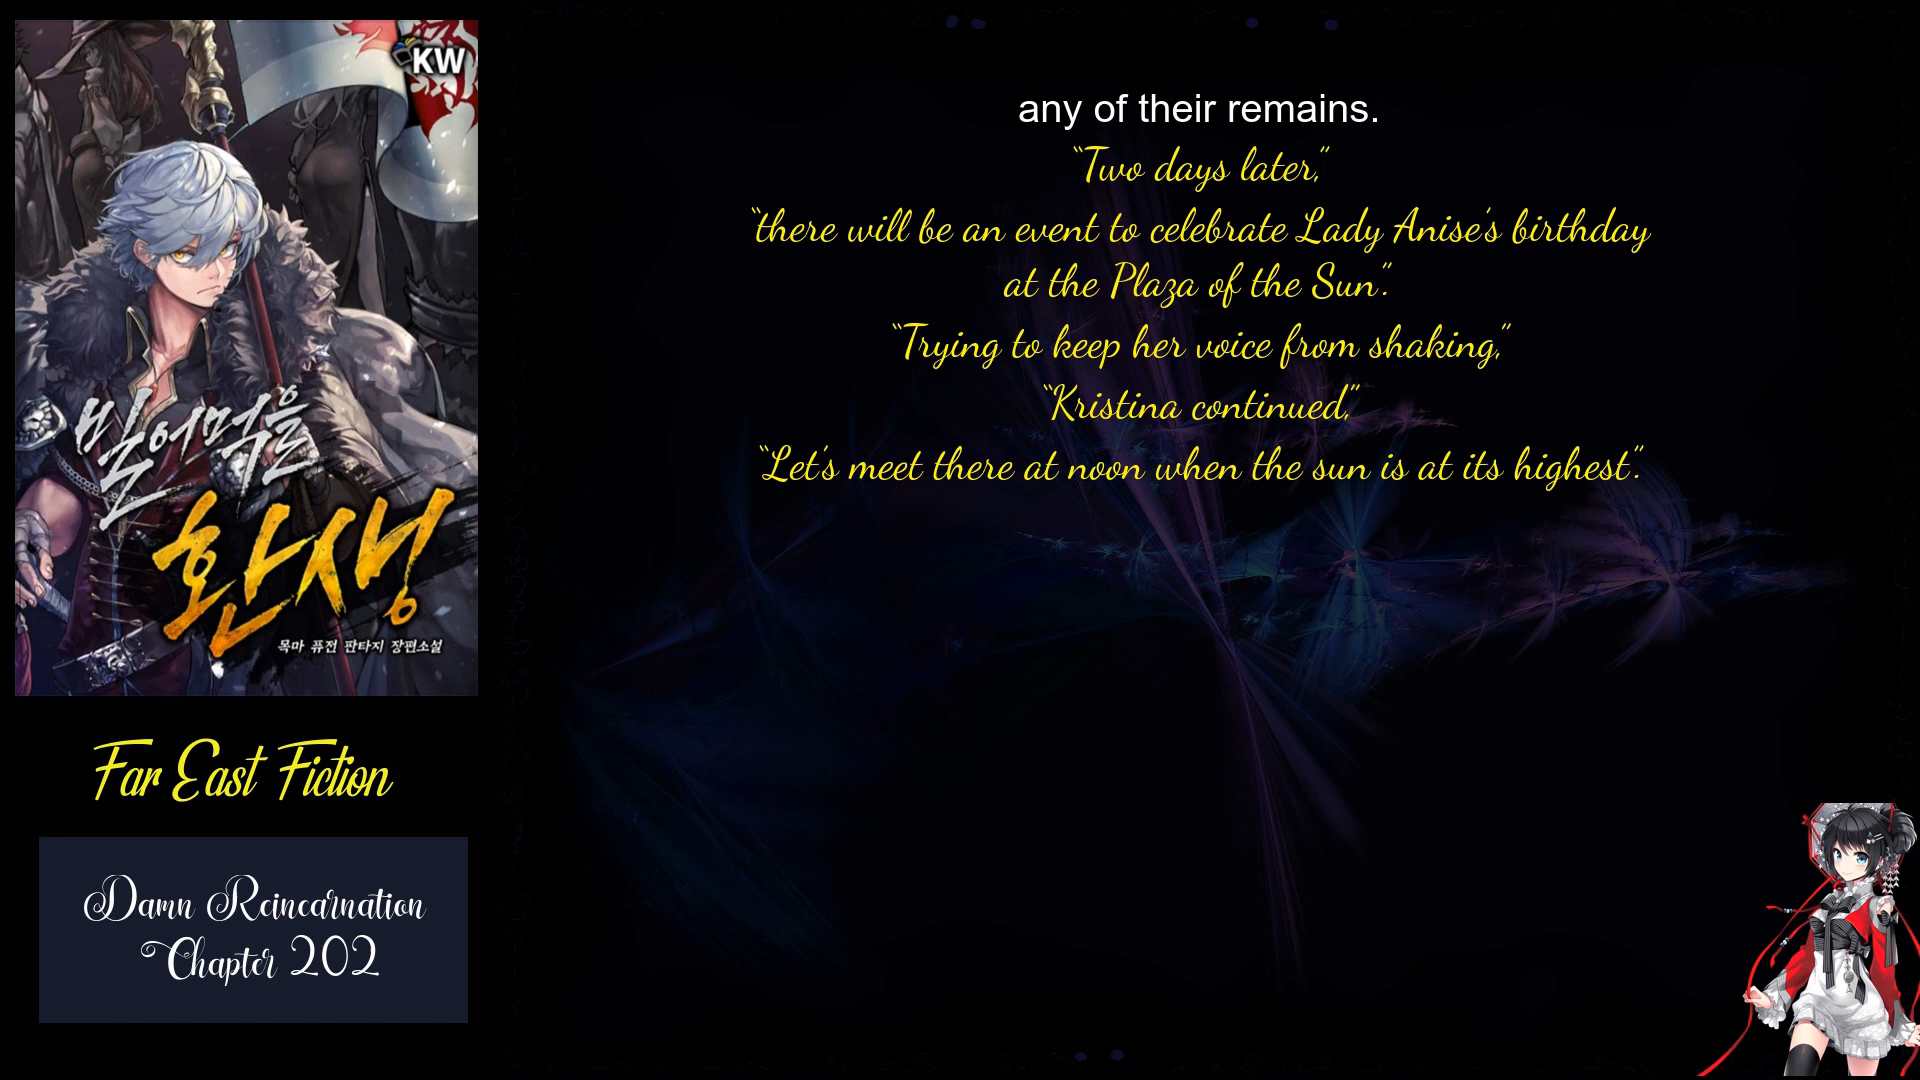 KW
빌어먹을
환생
목마 퓨전 판타지 장편소설
Far East Fiction
Damn Reincarnation
Chapter 202
any of their remains.
“Two days later,”
“there will be an event to celebrate Lady Anise’s birthday
at the Plaza of the Sun”.
“Trying to keep her voice from shaking,”
“Kristina continued,”
“Let’s meet there at noon when the sun is at its highest”.